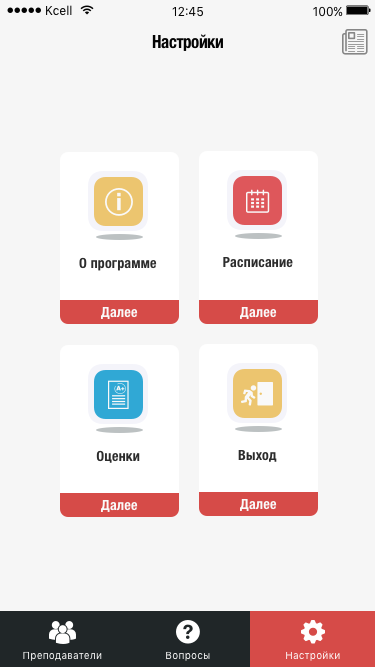 Kcell 12:45 100%
Настройки
О программе
Расписание
Далее
Далее
A+
Оценки
Выход
Далее
Далее
Преподаватели
Вопросы
Настройки